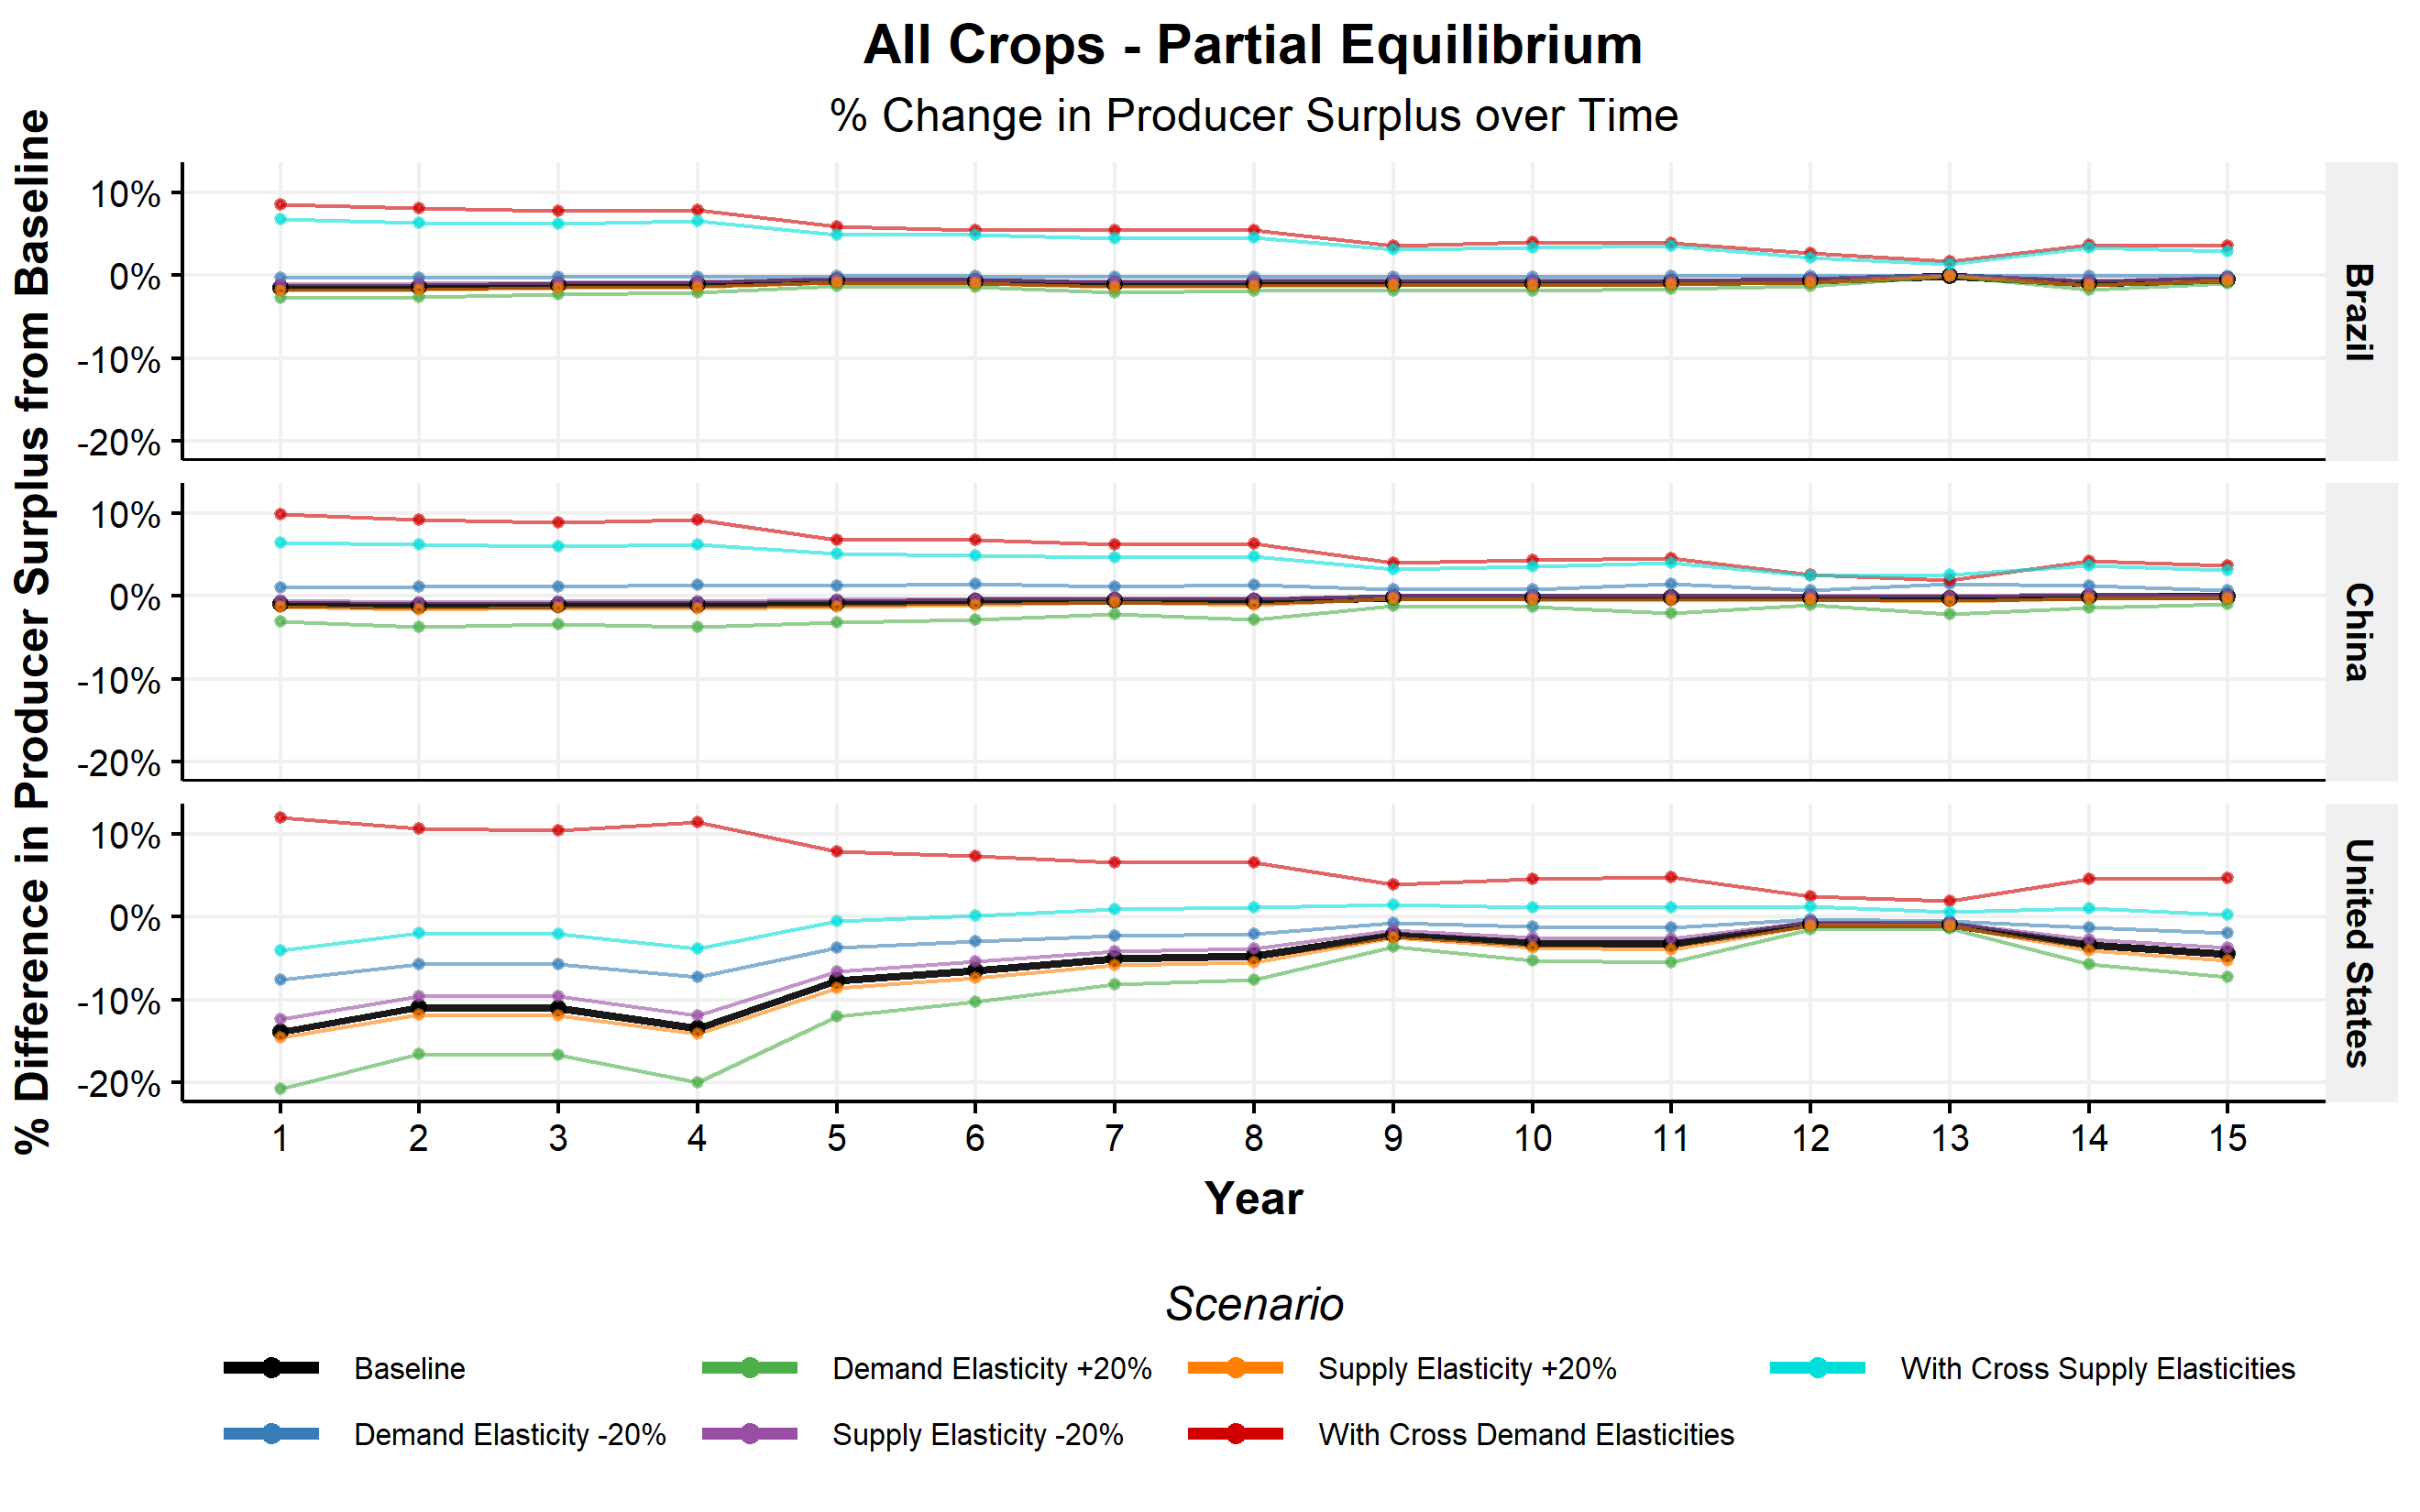 All Crops - Partial Equilibrium
% Change in Producer Surplus over Time
% Difference in Producer Surplus from Baseline
10%
0%
-10%
-20%
Brazil
10%
0%
-10%
-20%
China
10%
0%
-10%
-20%
United States
1 2 3 4 5 6 7 8 9 10 11 12 13 14 15
Year
Scenario
Baseline Demand Elasticity +20% Supply Elasticity +20% With Cross Supply Elasticities
Demand Elasticity -20% Supply Elasticity -20% With Cross Demand Elasticities